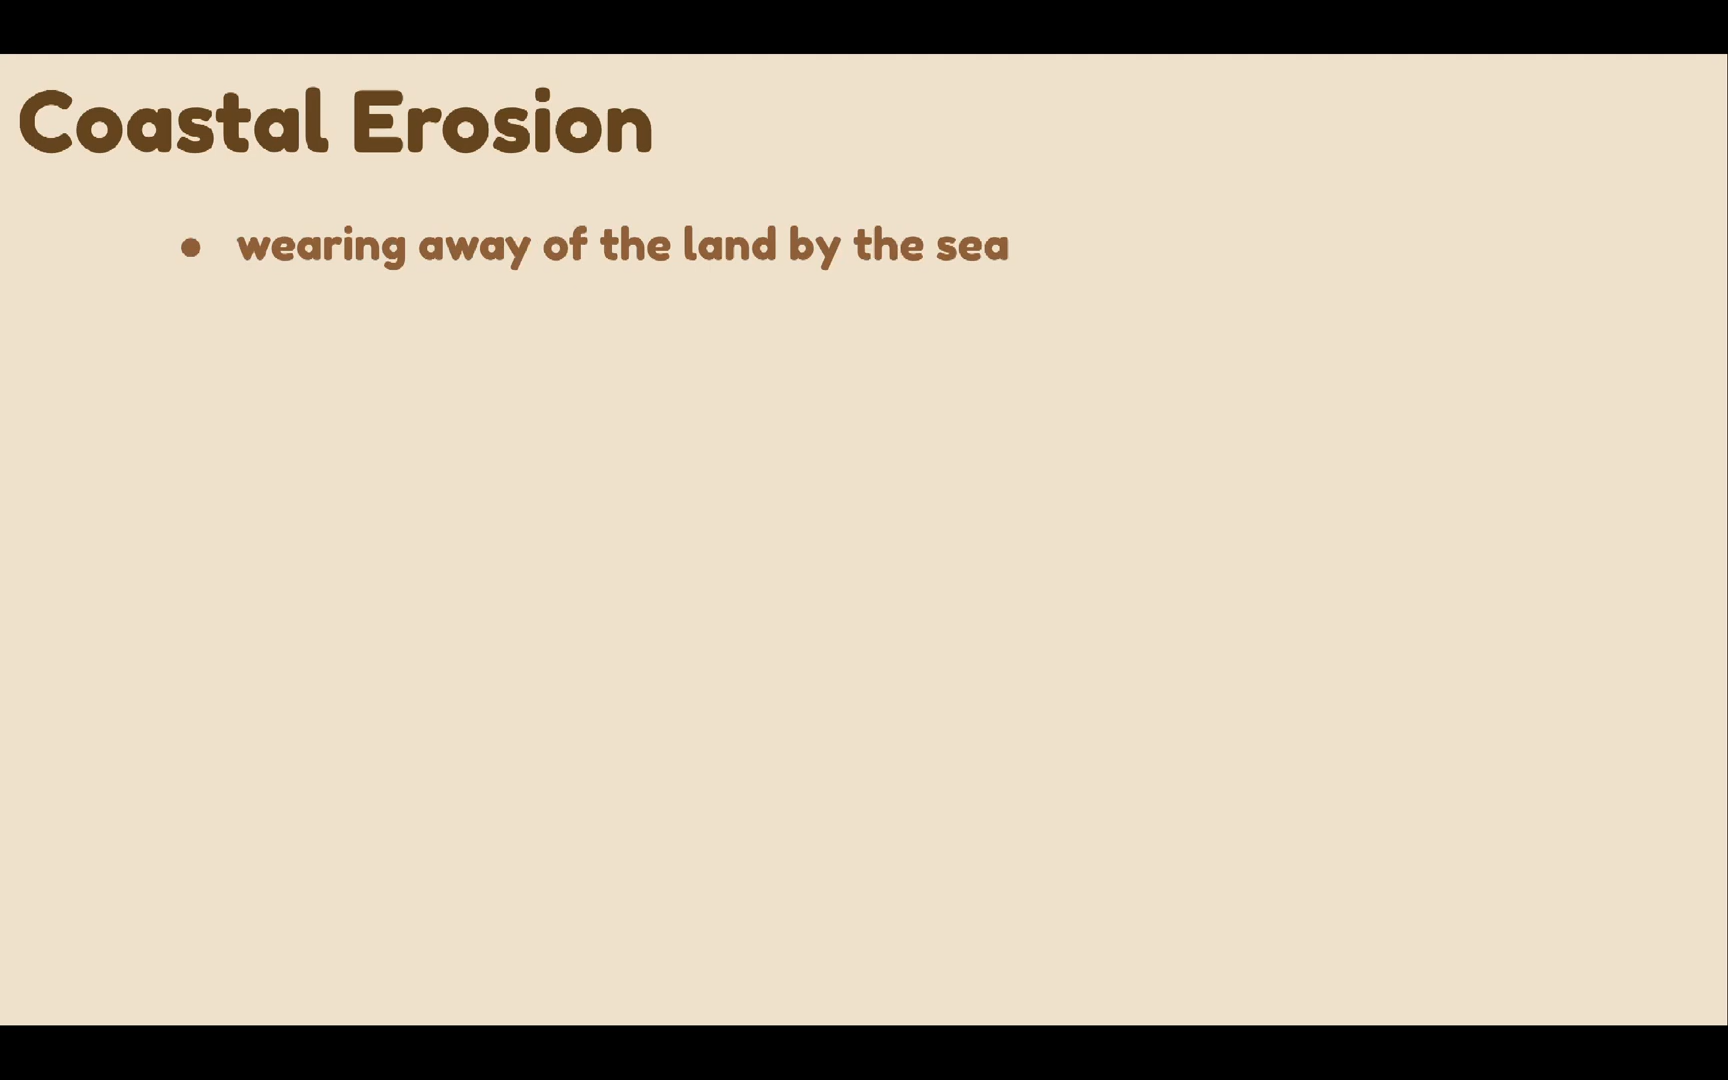 Coastal Erosion
● wearing away of the land by the sea